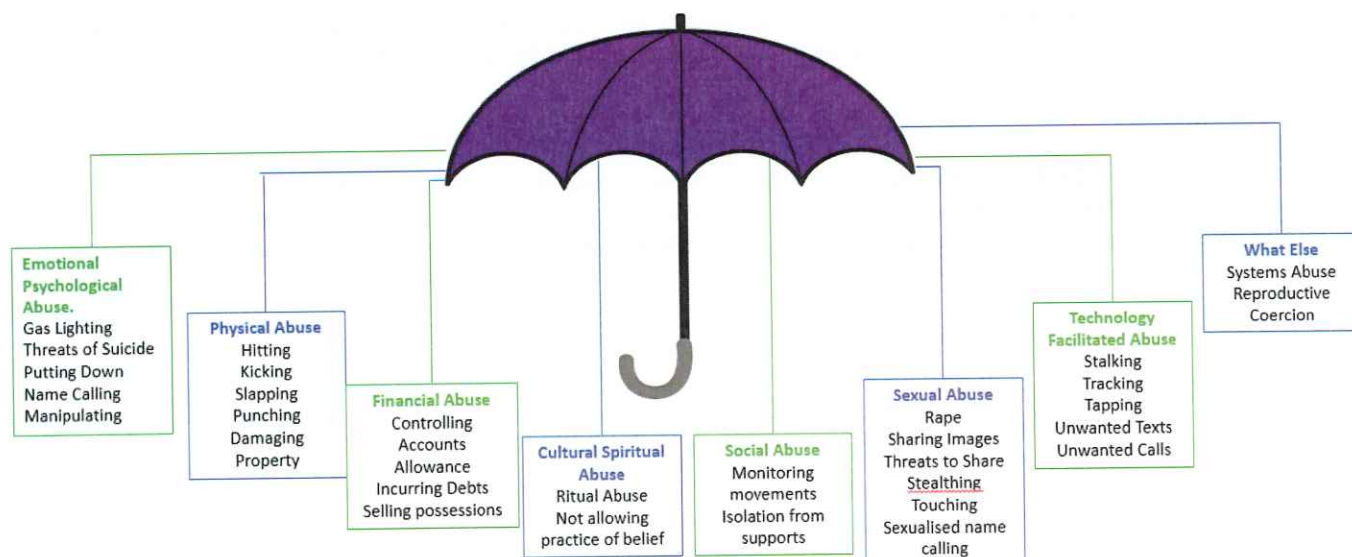 Emotional
Psychological
Abuse.
Gas Lighting
Threats of Suicide
Putting Down
Name Calling
Manipulating
Physical Abuse
Hitting
Kicking
Slapping
Punching
Damaging
Property
Financial Abuse
Controlling
Accounts
Allowance
Incurring Debts
Selling possessions
Cultural Spiritual
Abuse
Ritual Abuse
Not allowing
practice of belief
Social Abuse
Monitoring
movements
Isolation from
supports
Sexual Abuse
Rape
Sharing Images
Threats to Share
Stealthing
Touching
Sexualised name
calling
Technology
Facilitated Abuse
Stalking
Tracking
Tapping
Unwanted Texts
Unwanted Calls
What Else
Systems Abuse
Reproductive
Coercion